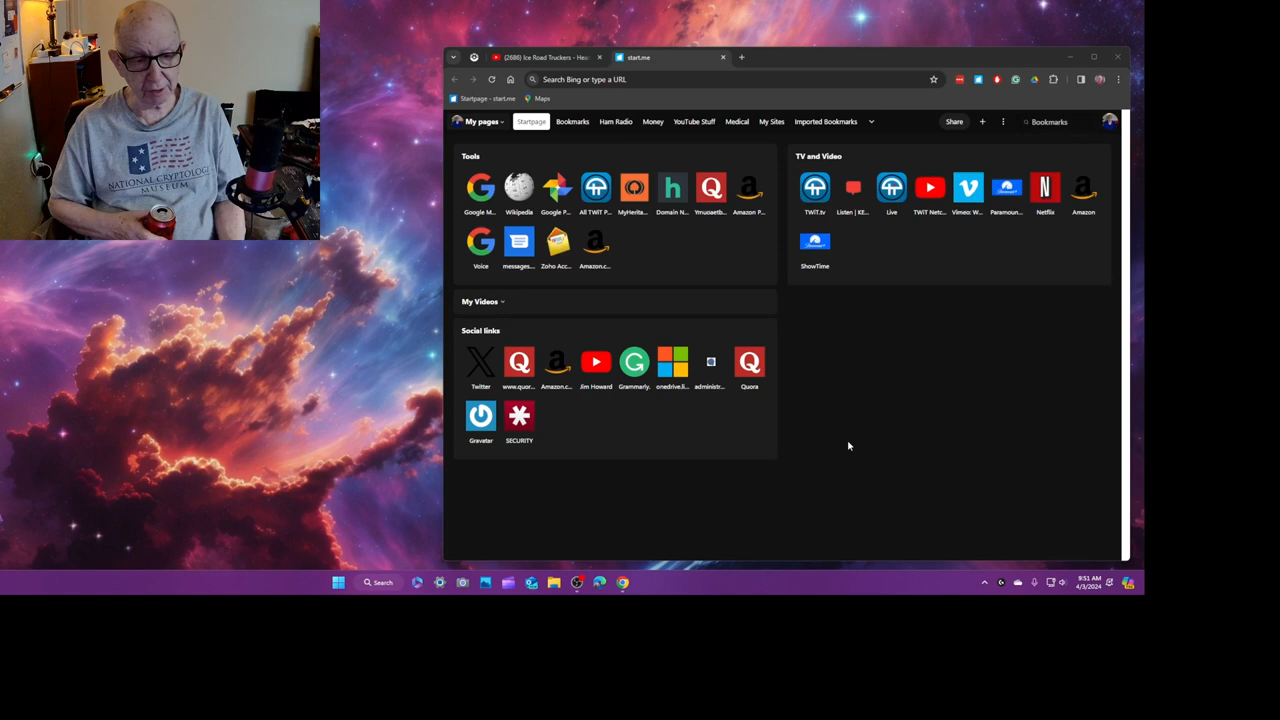 NATIONAL CRYPTOLOGIC
MUSEUM
(2686) Ice Road Truckers - Hea
start.me
Search Bing or type a URL
Startpage - start.me
Maps
My pages
Startpage
Bookmarks
Ham Radio
Money
YouTube Stuff
Medical
My Sites
Imported Bookmarks
Share
Bookmarks
Tools
Google M...
Wikipedia
Google P...
All TWiT P...
MyHerita...
Domain N...
Amazon P...
Voice
messages...
Zoho Acc...
Amazon.c...
My Videos
Social links
Twitter
www.quor...
Amazon.c...
Jim Howard
Grammarly.
onedrive.li...
administr...
Quora
Gravatar
SECURITY
TV and Video
TWiT.tv
Listen | KE...
Live
TWiT Netc...
Vimeo: W...
Paramoun...
Netflix
Amazon
ShowTime
Search
9:51 AM
4/3/2024